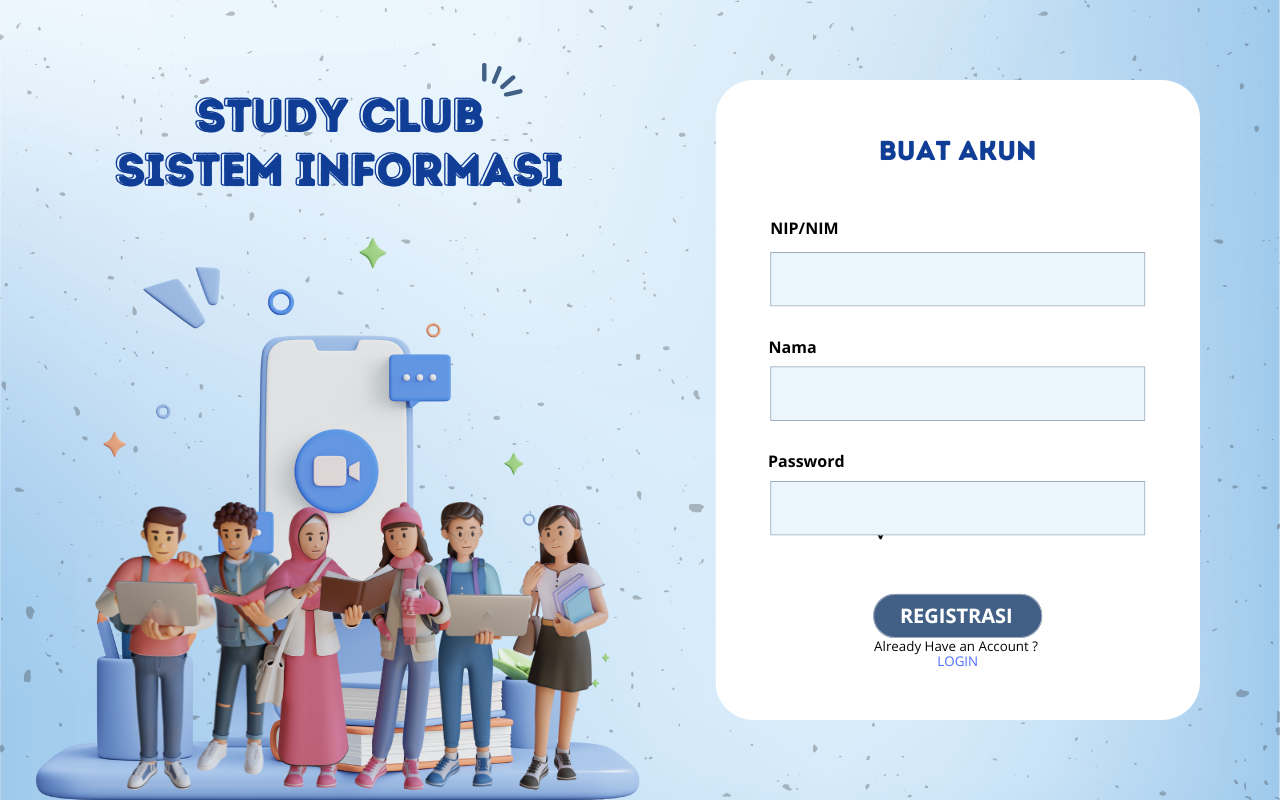 STUDY CLUB
SISTEM INFORMASI
BUAT AKUN
NIP/NIM
Nama
Password
REGISTRASI
Already Have an Account ?
LOGIN